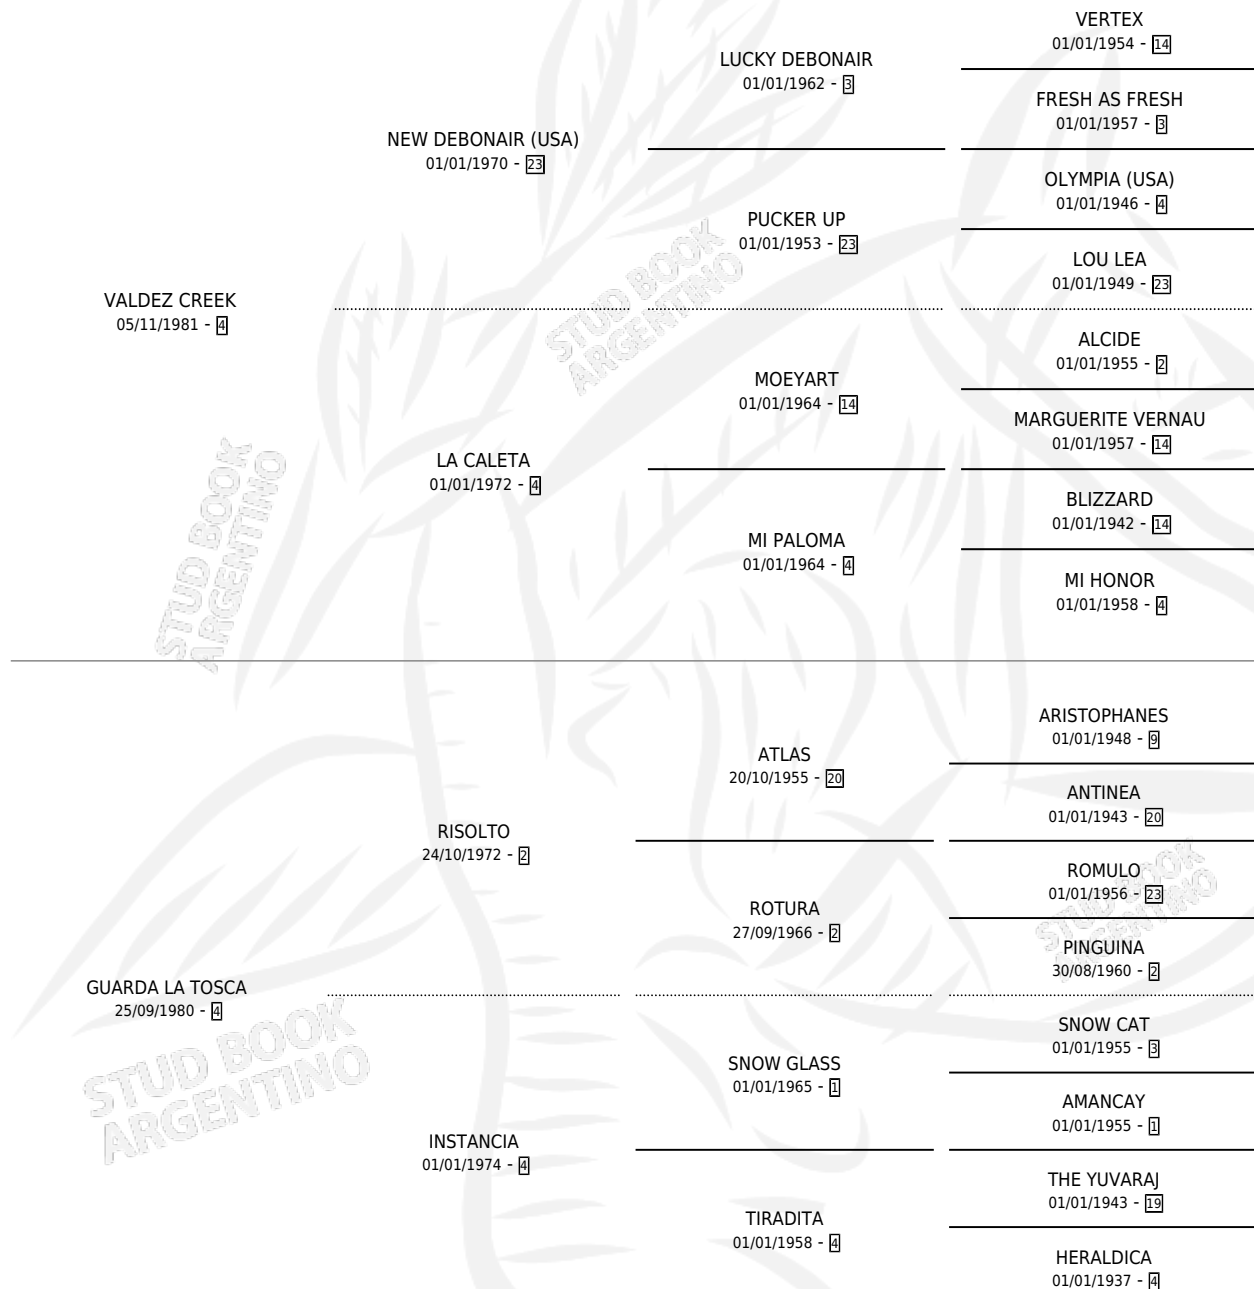 VERTEX
01/01/1954 - 14
LUCKY DEBONAIR
01/01/1962 - 3
FRESH AS FRESH
01/01/1957 - 3
NEW DEBONAIR (USA)
01/01/1970 - 23
OLYMPIA (USA)
01/01/1946 - 4
PUCKER UP
01/01/1953 - 23
LOU LEA
01/01/1949 - 23
VALDEZ CREEK
05/11/1981 - 4
STUD BOOK
ARGENTINO
ALCIDE
01/01/1955 - 2
MOEYART
01/01/1964 - 14
MARGUERITE VERNAU
01/01/1957 - 14
LA CALETA
01/01/1972 - 4
BLIZZARD
01/01/1942 - 14
MI PALOMA
01/01/1964 - 4
MI HONOR
01/01/1958 - 4
STUD BOOK
ARGENTINO
ARISTOPHANES
01/01/1948 - 9
ATLAS
20/10/1955 - 20
ANTINEA
01/01/1943 - 20
RISOLTO
24/10/1972 - 2
ROMULO
01/01/1956 - 23
ROTURA
27/09/1966 - 2
STUD BOOK
ARGENTINO
PINGUINA
30/08/1960 - 2
GUARDA LA TOSCA
25/09/1980 - 4
SNOW CAT
01/01/1955 - 3
STUD BOOK
ARGENTINO
SNOW GLASS
01/01/1965 - 1
AMANCAY
01/01/1955 - 1
INSTANCIA
01/01/1974 - 4
THE YUVARAJ
01/01/1943 - 19
TIRADITA
01/01/1958 - 4
HERALDICA
01/01/1937 - 4